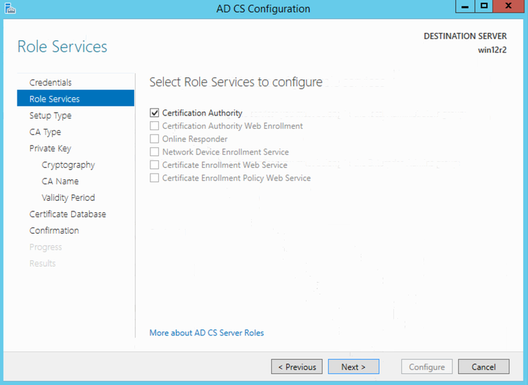 AD CS Configuration
Role Services
DESTINATION SERVER
win12r2
Credentials
Role Services
Setup Type
CA Type
Private Key
Cryptography
CA Name
Validity Period
Certificate Database
Confirmation
Progress
Results
Select Role Services to configure
Certification Authority
Certification Authority Web Enrollment
Online Responder
Network Device Enrollment Service
Certificate Enrollment Web Service
Certificate Enrollment Policy Web Service
More about AD CS Server Roles
< Previous
Next >
Configure
Cancel